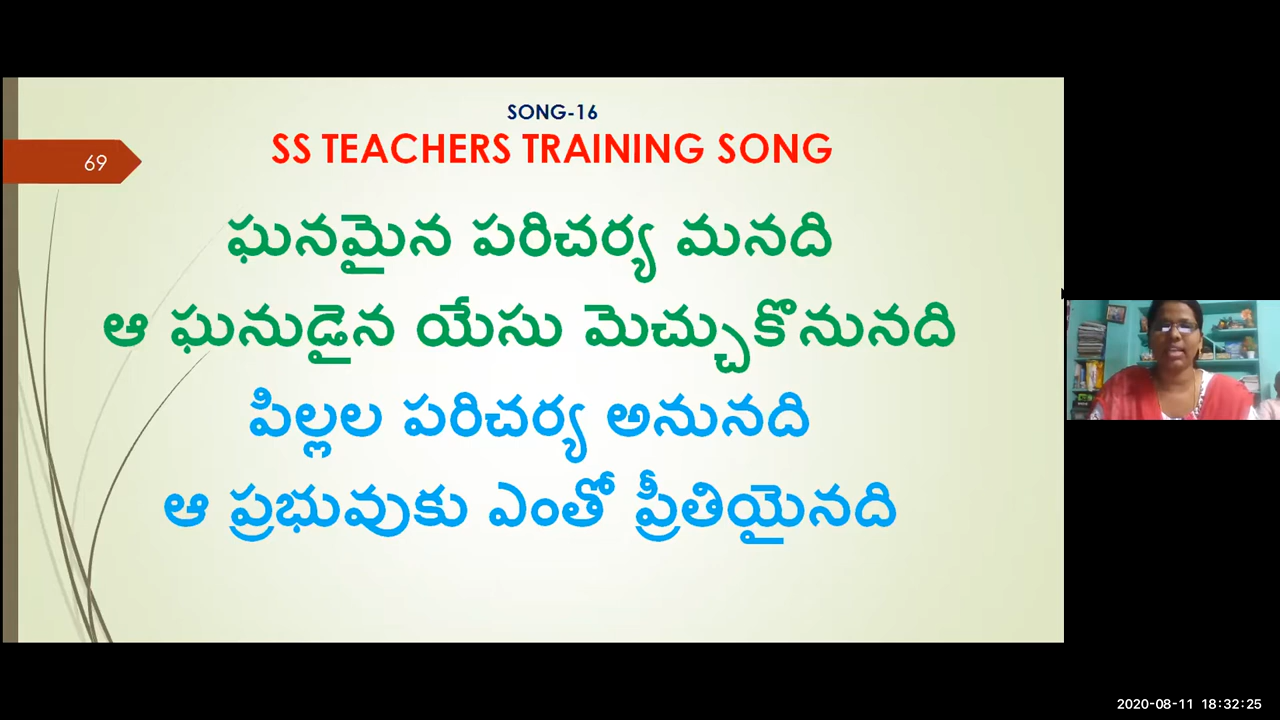 SONG-16
SS TEACHERS TRAINING SONG
69
ఘనమైన పరిచర్య మనది
ఆ ఘనుడైన యేసు మెచ్చుకొనునది
పిల్లల పరిచర్య అనునది
ఆ ప్రభువుకు ఎంతో ప్రీతియైనది
2020-08-11 18:32:25